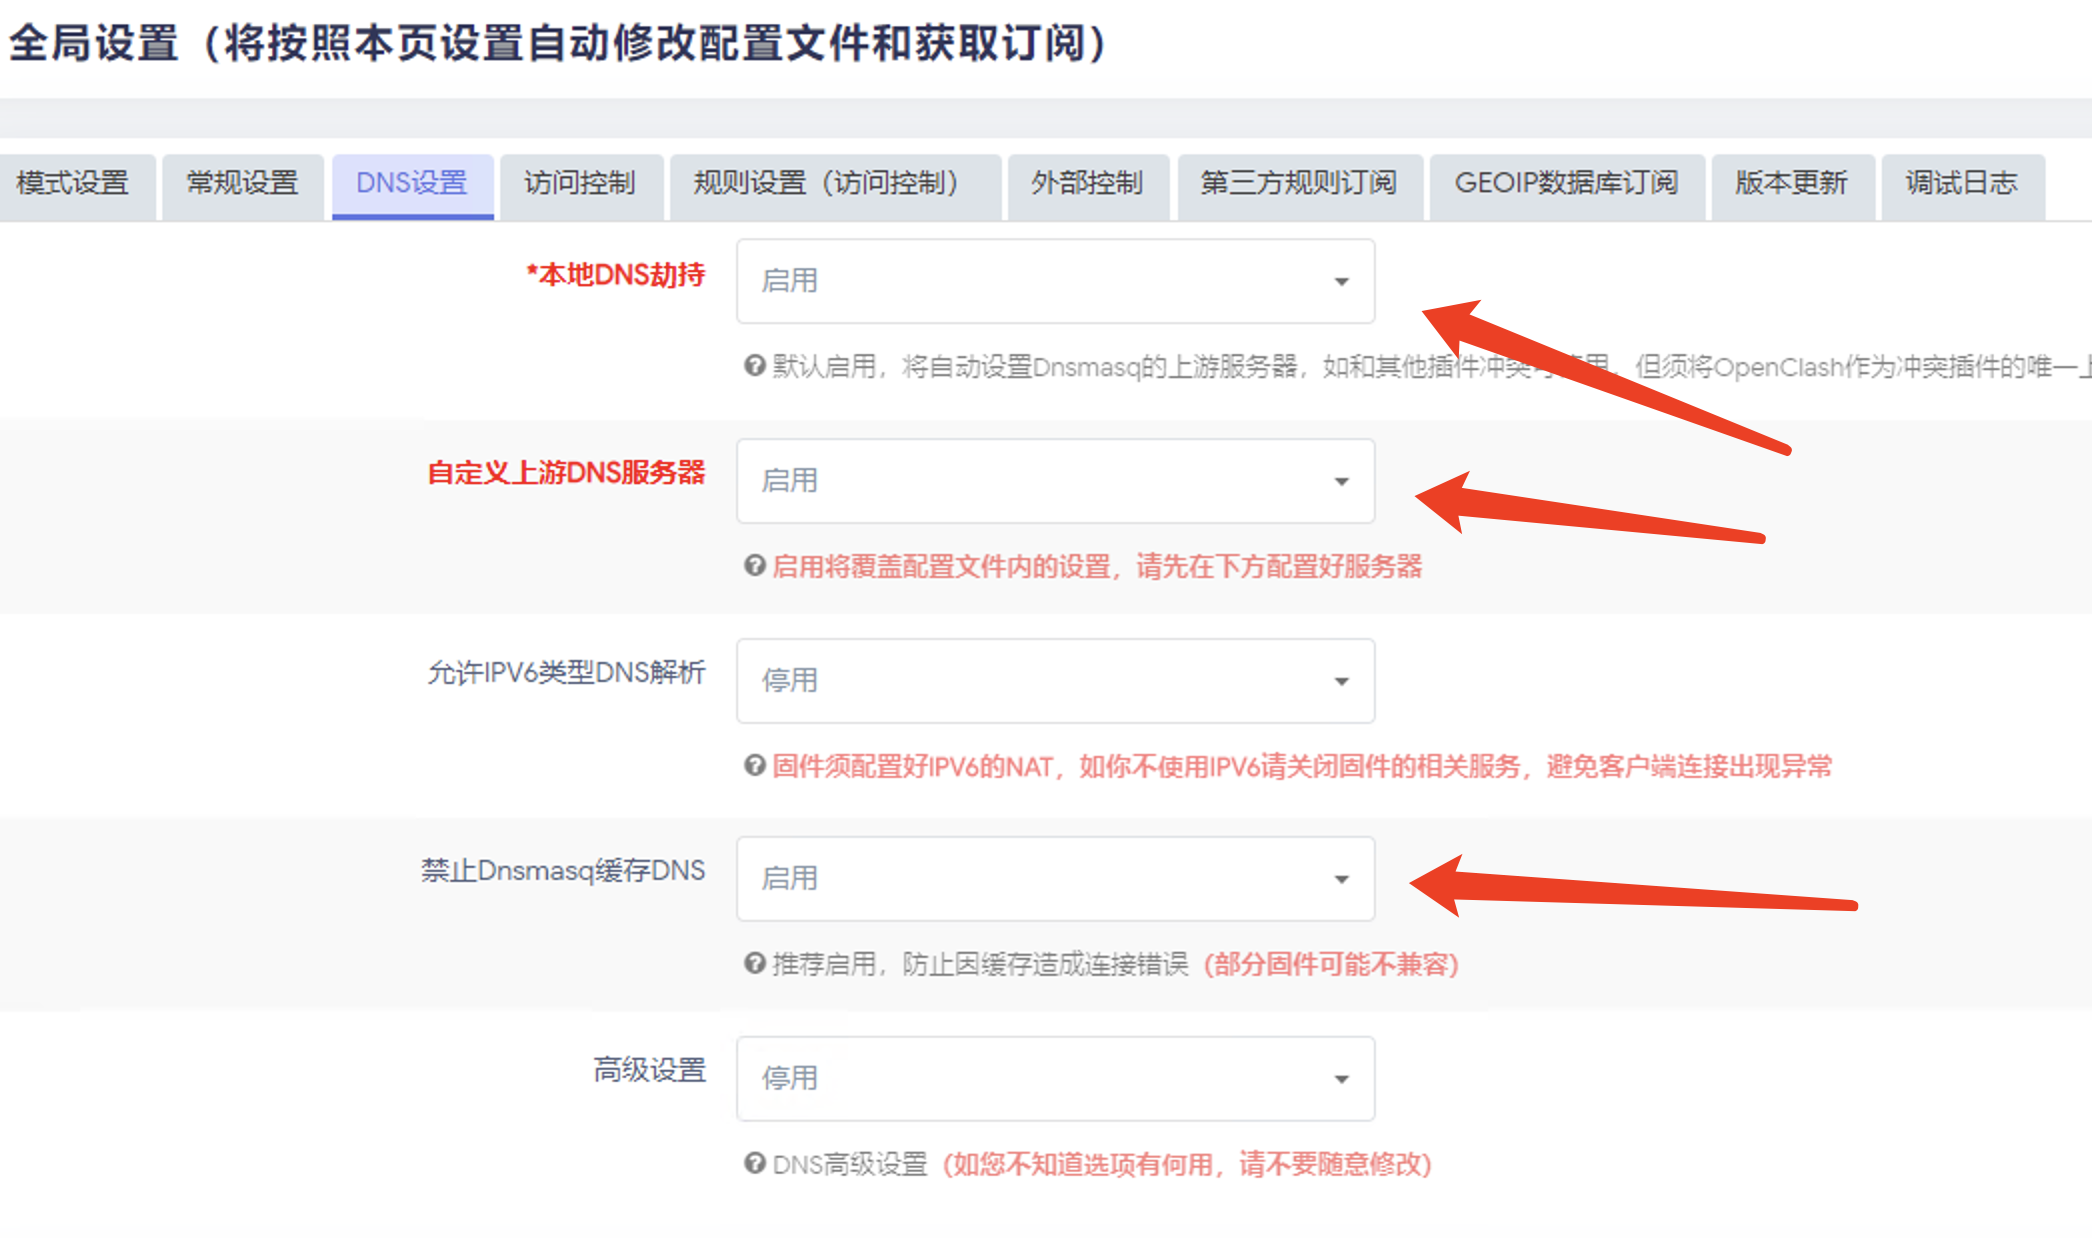 全局设置（将按照本页设置自动修改配置文件和获取订阅）
模式设置 常规设置 DNS设置 访问控制 规则设置（访问控制） 外部控制 第三方规则订阅 GEOIP数据库订阅 版本更新 调试日志
*本地DNS劫持 启用
默认启用，将自动设置Dnsmasq的上游服务器，如和其他插件冲突 用，但须将OpenClash作为冲突插件的唯一上
自定义上游DNS服务器 启用
启用将覆盖配置文件内的设置，请先在下方配置好服务器
允许IPV6类型DNS解析 停用
固件须配置好IPV6的NAT，如你不使用IPV6请关闭固件的相关服务，避免客户端连接出现异常
禁止Dnsmasq缓存DNS 启用
推荐启用，防止因缓存造成连接错误（部分固件可能不兼容）
高级设置 停用
DNS高级设置（如您不知道选项有何用，请不要随意修改）